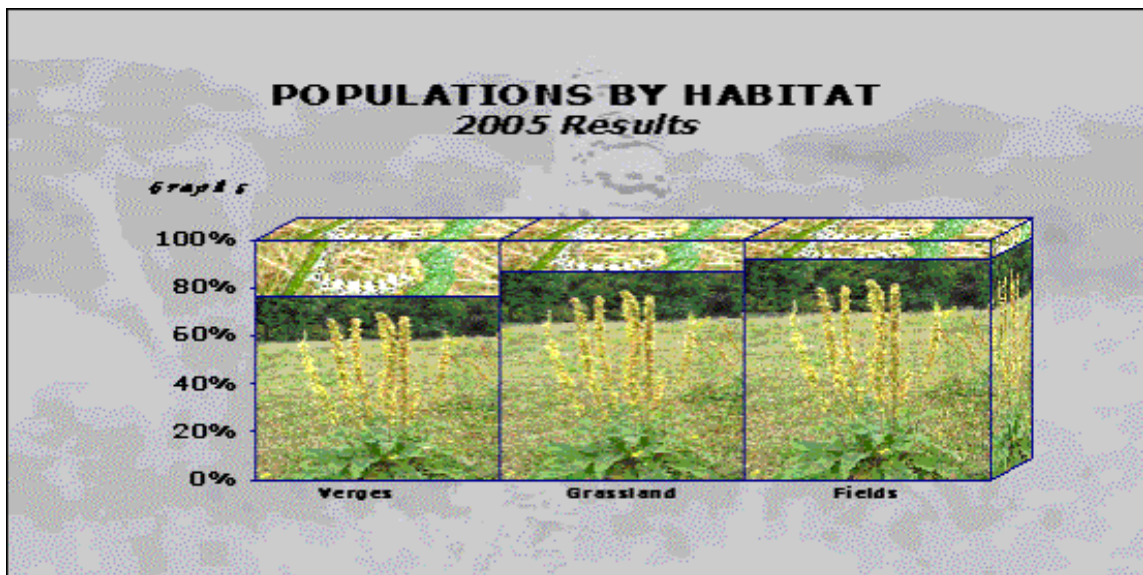 POPULATIONS BY HABITAT
2005 Results
100%
80%
60%
40%
20%
0%
Verges
Grassland
Fields